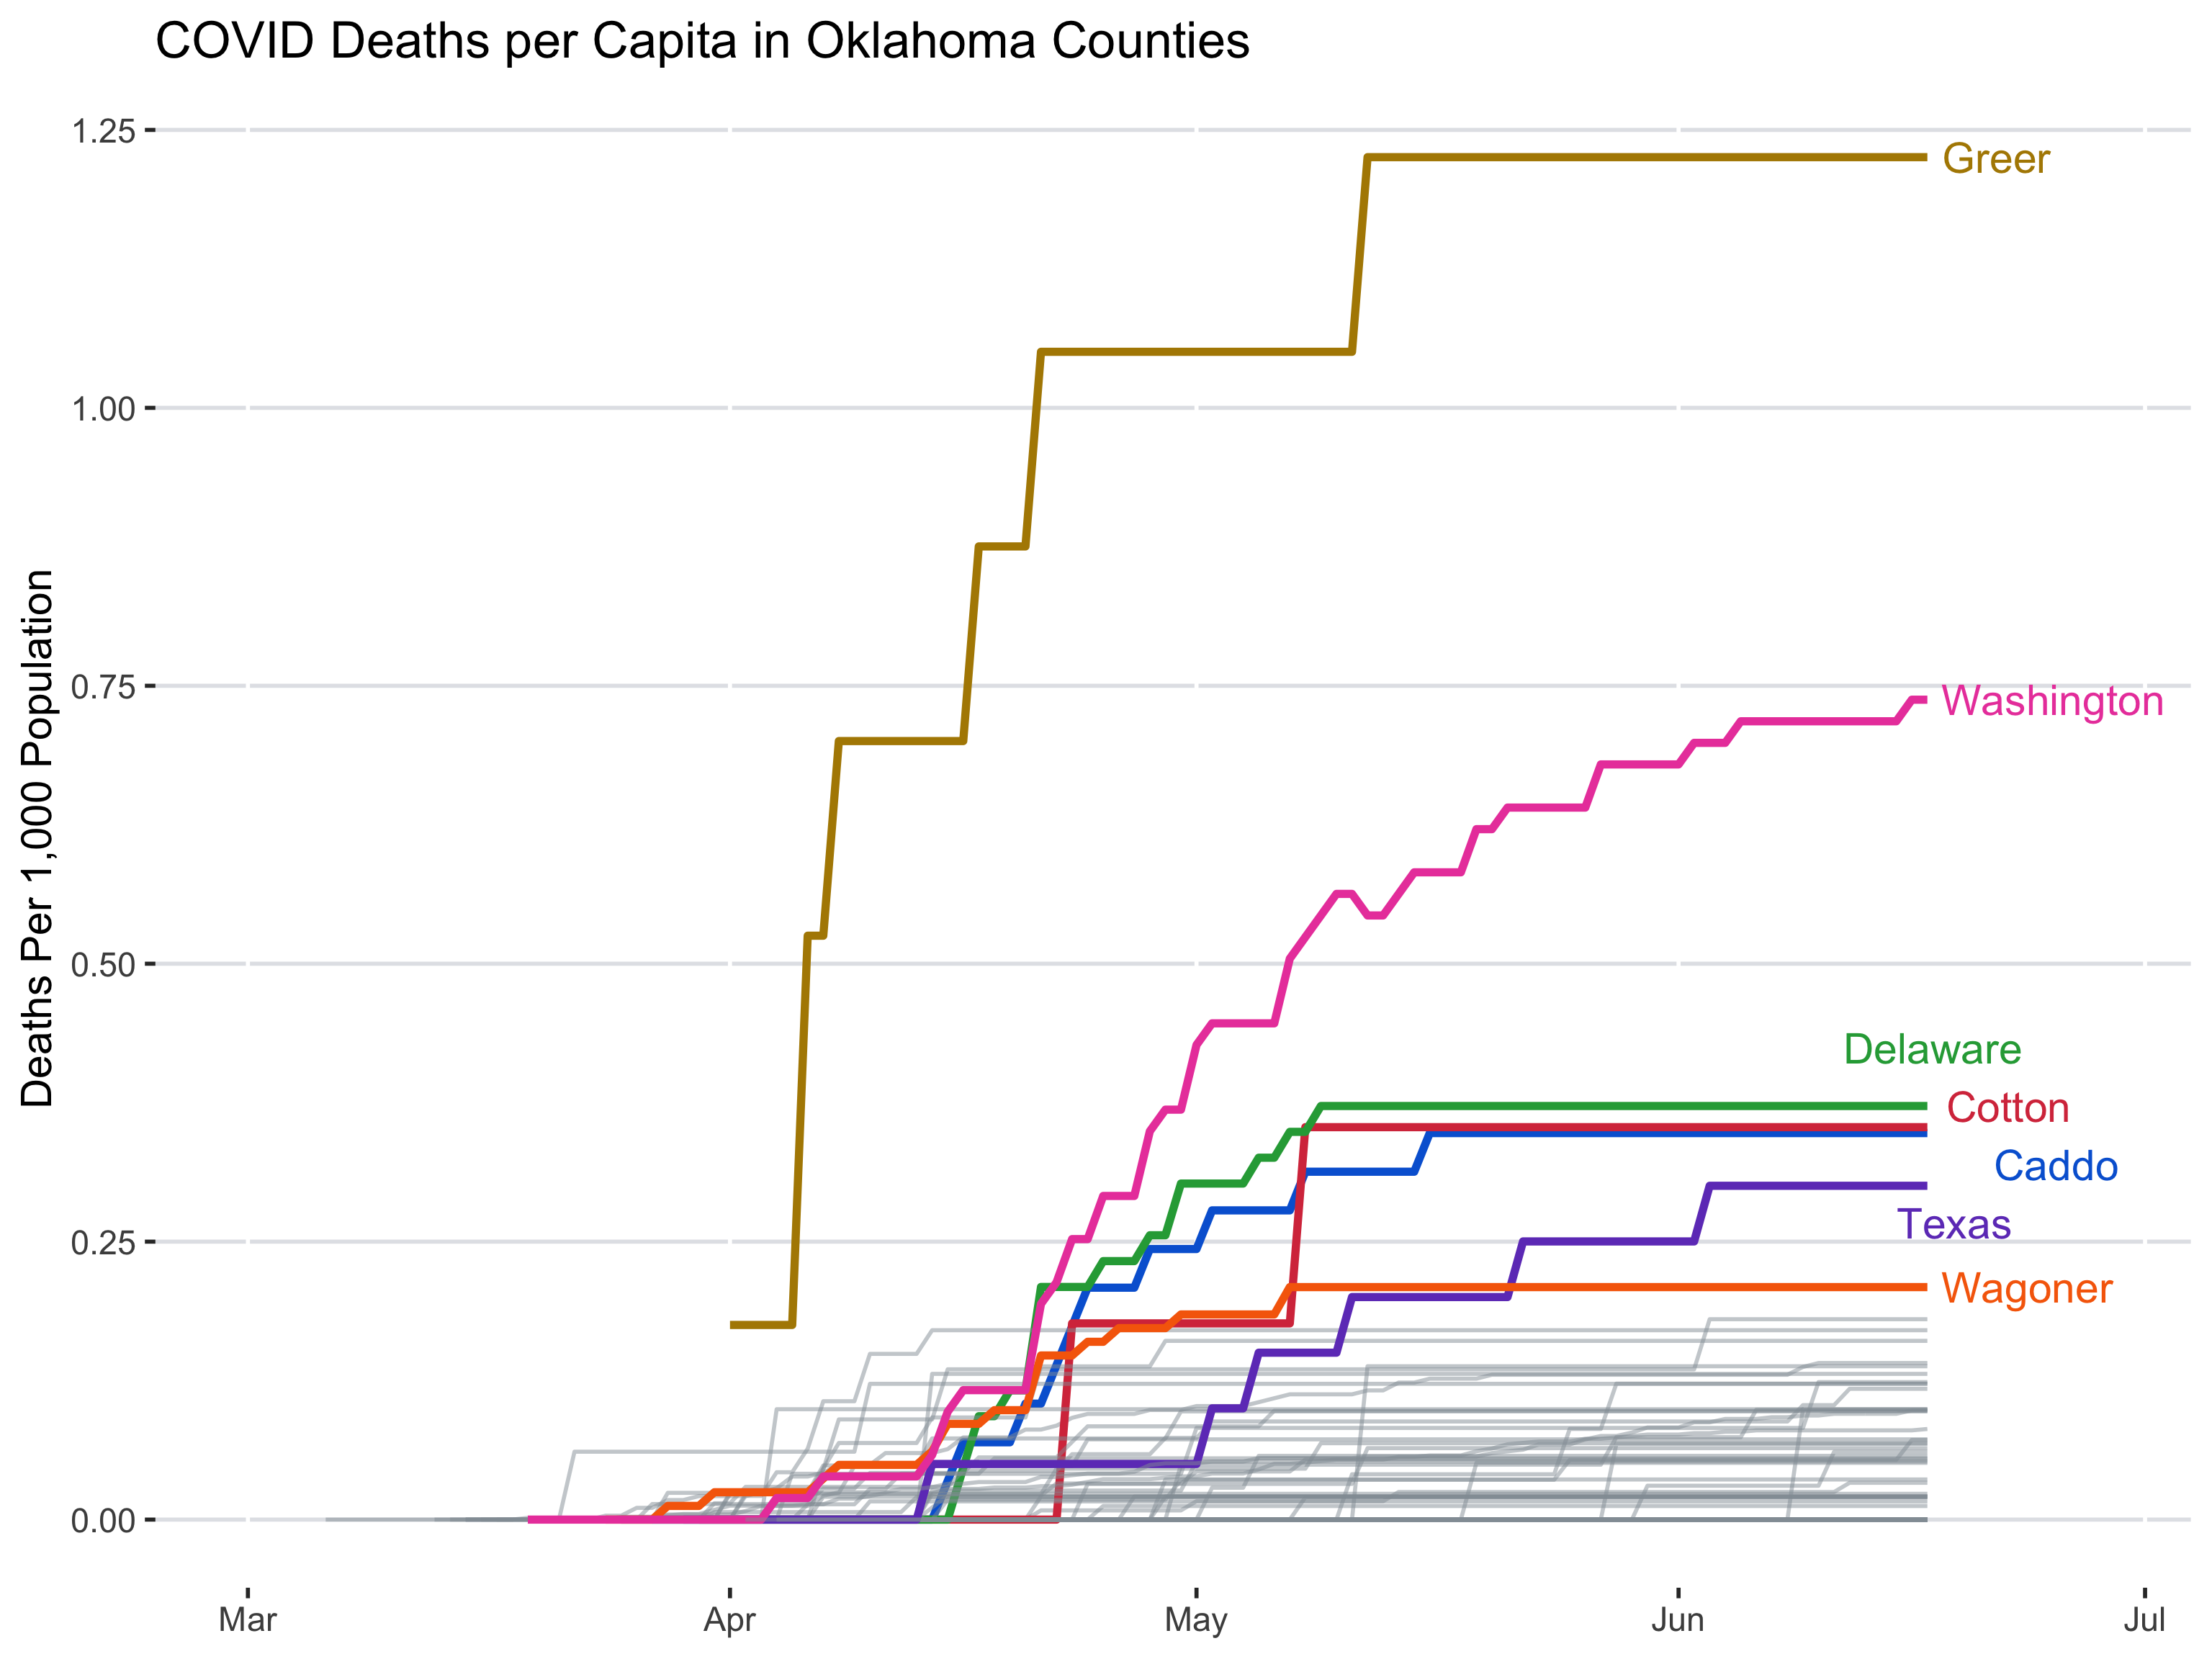 COVID Deaths per Capita in Oklahoma Counties
Deaths Per 1,000 Population
1.25
1.00
0.75
0.50
0.25
0.00
Greer
Washington
Delaware
Cotton
Caddo
Texas
Wagoner
Mar Apr May Jun Jul